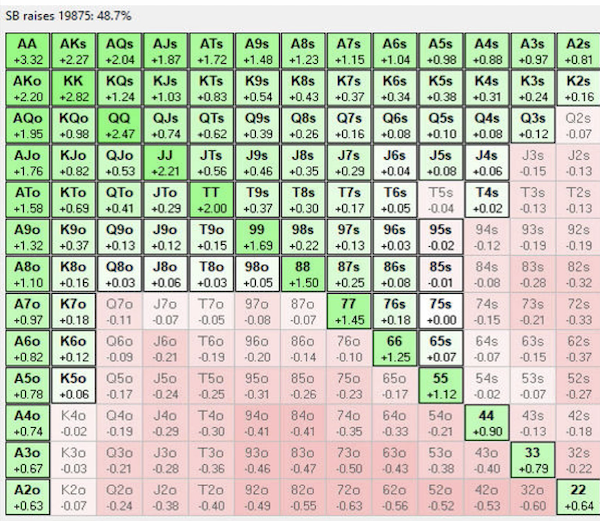 SB raises 19875: 48.7%
AA AKs AQs AJs ATs A9s A8s A7s A6s A5s A4s A3s A2s
+3.32 +2.27 +2.04 +1.87 +1.72 +1.48 +1.23 +1.15 +1.04 +0.98 +0.88 +0.97 +0.81
AKo KK KQs KJs KTs K9s K8s K7s K6s K5s K4s K3s K2s
+2.20 +2.82 +1.24 +1.03 +0.83 +0.54 +0.43 +0.37 +0.34 +0.38 +0.31 +0.24 +0.16
AQo KQo QQ QJs QTs Q9s Q8s Q7s Q6s Q5s Q4s Q3s Q2s
+1.95 +0.98 +2.47 +0.74 +0.62 +0.39 +0.26 +0.16 +0.08 +0.10 +0.08 +0.12 -0.07
AJo KJo QJo JJ JTs J9s J8s J7s J6s J5s J4s J3s J2s
+1.76 +0.82 +0.53 +2.21 +0.56 +0.46 +0.35 +0.29 +0.04 +0.08 +0.06 -0.15 -0.13
ATo KTo QTo JTo TT T9s T8s T7s T6s T5s T4s T3s T2s
+1.58 +0.69 +0.41 +0.29 +2.00 +0.37 +0.30 +0.17 +0.05 -0.04 +0.02 -0.13 -0.13
A9o K9o Q9o J9o T9o 99 98s 97s 96s 95s 94s 93s 92s
+1.32 +0.37 +0.13 +0.12 +0.15 +1.69 +0.22 +0.13 +0.03 -0.02 -0.12 -0.19 -0.19
A8o K8o Q8o J8o T8o 98o 88 87s 86s 85s 84s 83s 82s
+1.10 +0.16 +0.03 +0.06 +0.03 +0.05 +1.50 +0.25 +0.08 -0.01 -0.08 -0.28 -0.32
A7o K7o Q7o J7o T7o 97o 87o 77 76s 75s 74s 73s 72s
+0.97 +0.18 -0.11 -0.07 -0.05 -0.08 -0.07 +1.45 +0.18 +0.00 -0.15 -0.21 -0.33
A6o K6o Q6o J6o T6o 96o 86o 76o 66 65s 64s 63s 62s
+0.82 +0.12 -0.09 -0.21 -0.19 -0.20 -0.14 -0.10 +1.25 +0.07 -0.07 -0.15 -0.37
A5o K5o Q5o J5o T5o 95o 85o 75o 65o 55 54s 53s 52s
+0.78 +0.06 -0.17 -0.24 -0.25 -0.31 -0.26 -0.23 -0.17 +1.12 -0.02 -0.07 -0.27
A4o K4o Q4o J4o T4o 94o 84o 74o 64o 54o 44 43s 42s
+0.74 -0.02 -0.19 -0.29 -0.30 -0.41 -0.41 -0.35 -0.33 -0.21 +0.90 -0.13 -0.18
A3o K3o Q3o J3o T3o 93o 83o 73o 63o 53o 43o 33 32s
+0.67 -0.03 -0.21 -0.28 -0.36 -0.46 -0.47 -0.50 -0.43 -0.38 -0.40 +0.79 -0.22
A2o K2o Q2o J2o T2o 92o 82o 72o 62o 52o 42o 32o 22
+0.63 -0.07 -0.24 -0.38 -0.40 -0.49 -0.55 -0.63 -0.56 -0.52 -0.53 -0.60 +0.64